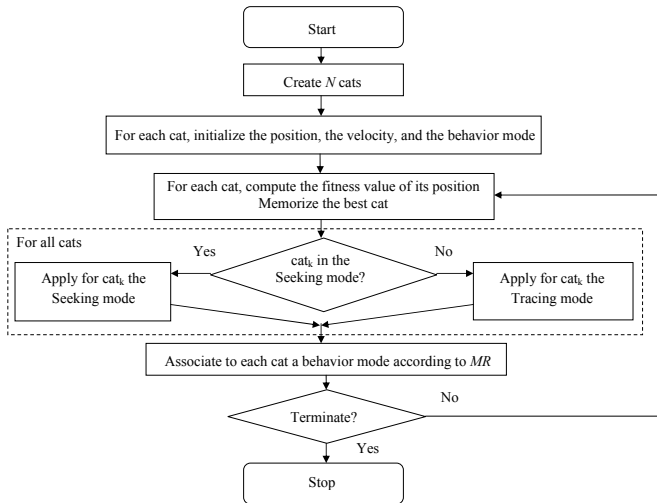 Start
Create N cats
For each cat, initialize the position, the velocity, and the behavior mode
For each cat, compute the fitness value of its position
Memorize the best cat
For all cats
Yes
catk in the
Seeking mode?
No
Apply for catk the
Seeking mode
Apply for catk the
Tracing mode
Associate to each cat a behavior mode according to MR
Terminate?
No
Yes
Stop